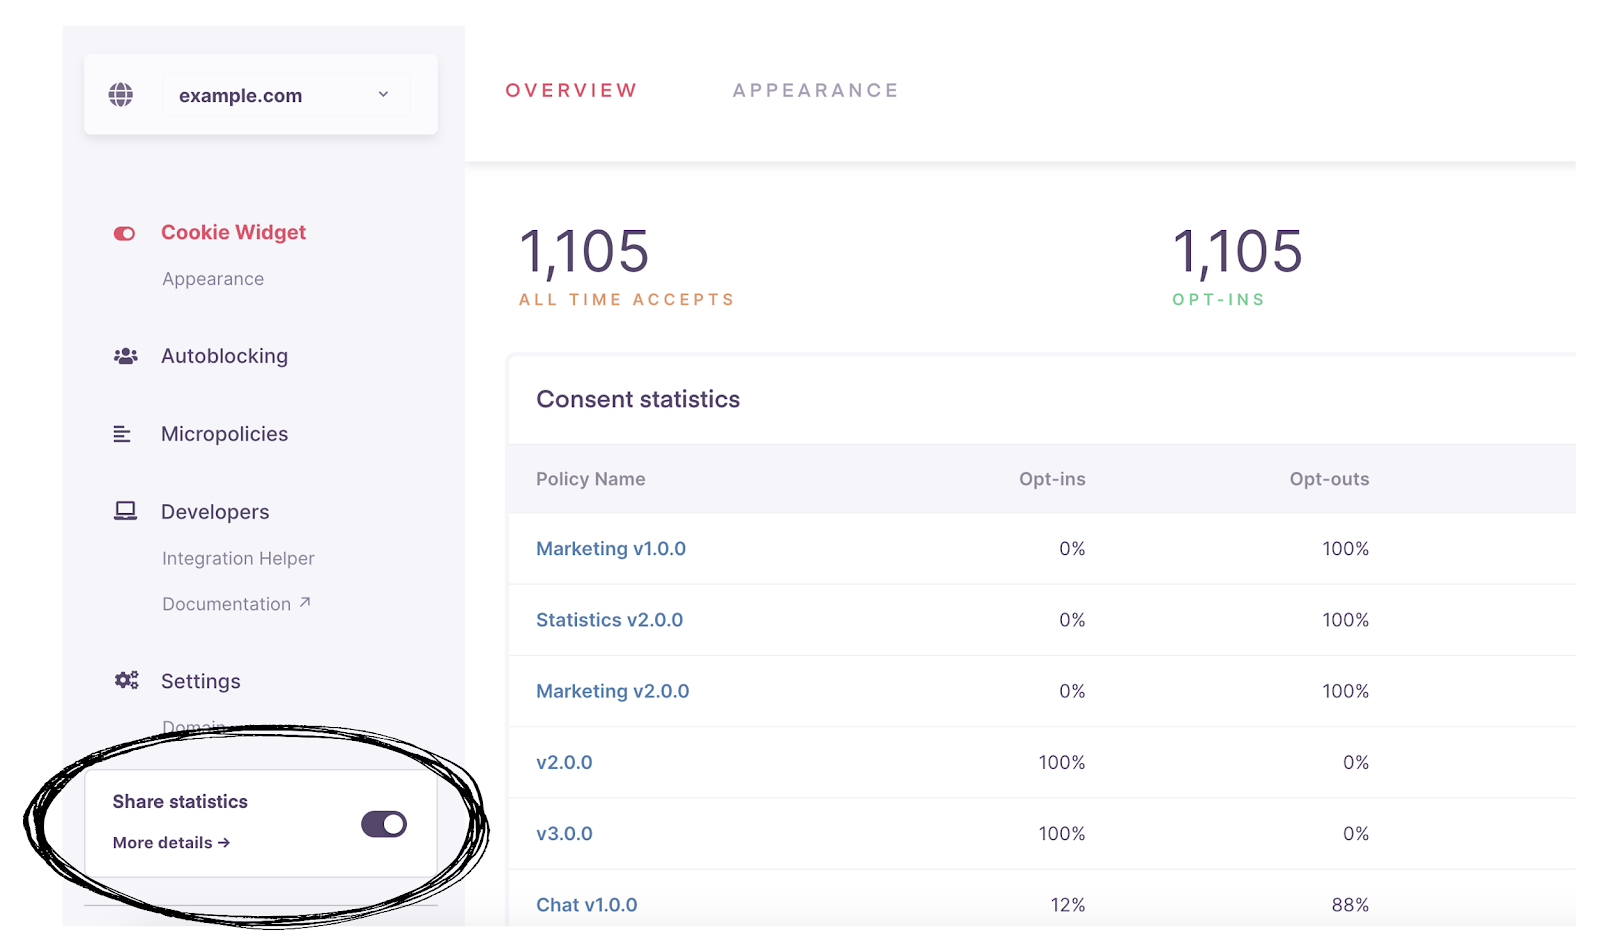 example.com
OVERVIEW
APPEARANCE
Cookie Widget
Appearance
Autoblocking
Micropolicies
Developers
Integration Helper
Documentation ↗
Settings
Domain
Share statistics
More details →
1,105
ALL TIME ACCEPTS
1,105
OPT-INS
Consent statistics
Policy Name Opt-ins Opt-outs
Marketing v1.0.0 0% 100%
Statistics v2.0.0 0% 100%
Marketing v2.0.0 0% 100%
v2.0.0 100% 0%
v3.0.0 100% 0%
Chat v1.0.0 12% 88%